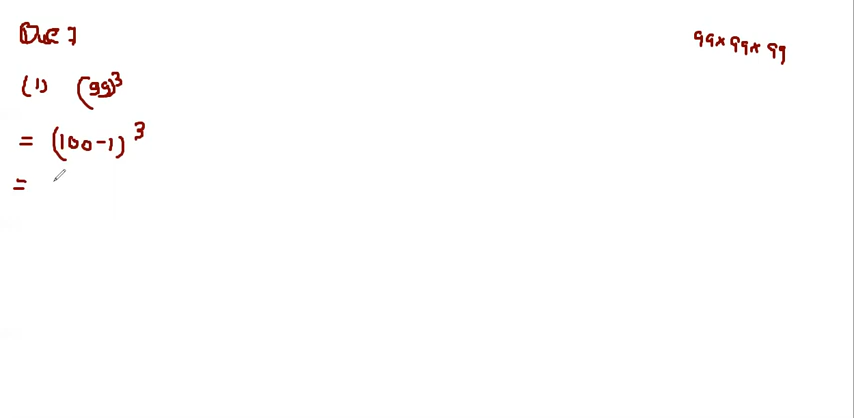 Que 7
99×99×99
(1) (99)³
= (100-1)³
=